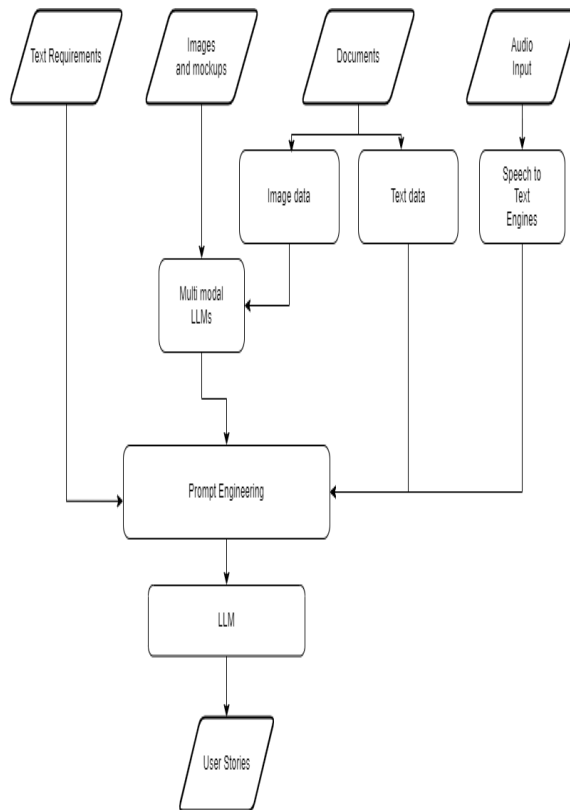 Text Requirements
Images
and mockups
Documents
Audio
Input
Image data
Text data
Speech to
Text
Engines
Multi modal
LLMs
Prompt Engineering
LLM
User Stories